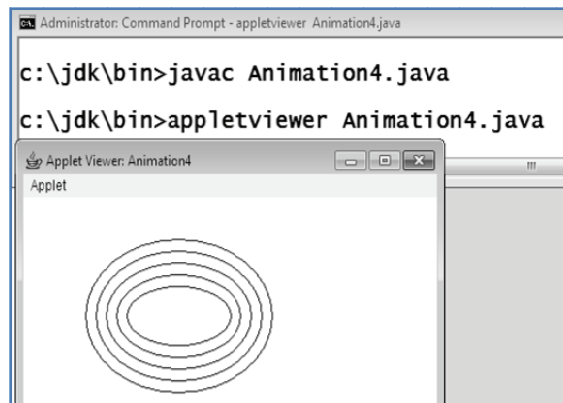 Administrator: Command Prompt - appletviewer Animation4.java
c:\jdk\bin>javac Animation4.java
c:\jdk\bin>appletviewer Animation4.java
Applet Viewer: Animation4
Applet